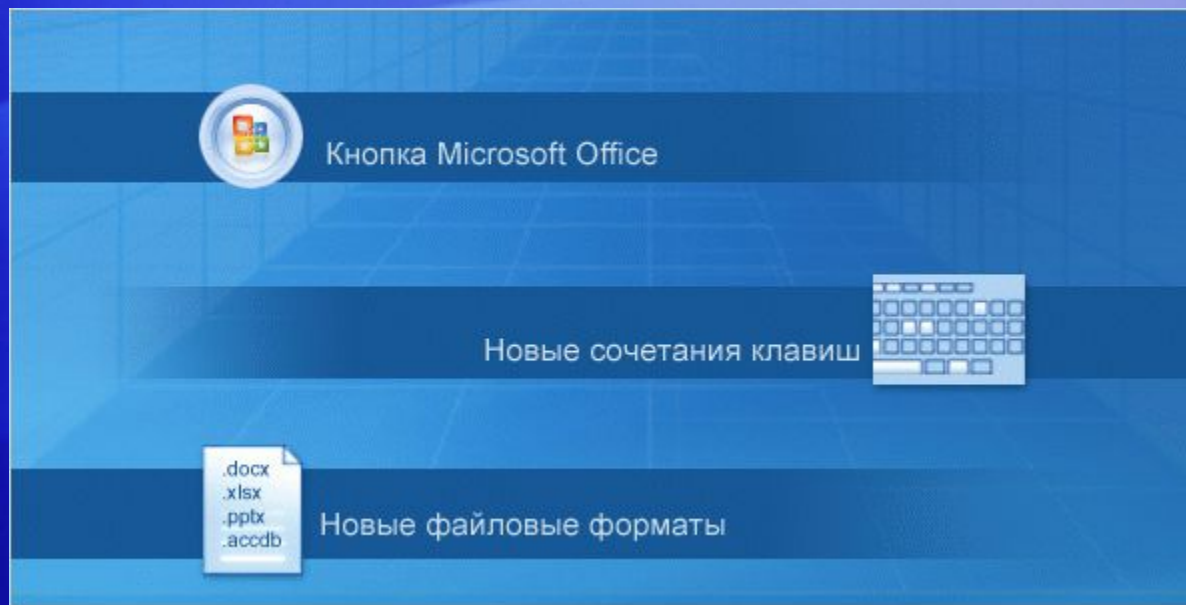 Кнопка Microsoft Office
Новые сочетания клавиш
.docx
.xlsx
.pptx
.accdb
Новые файловые форматы